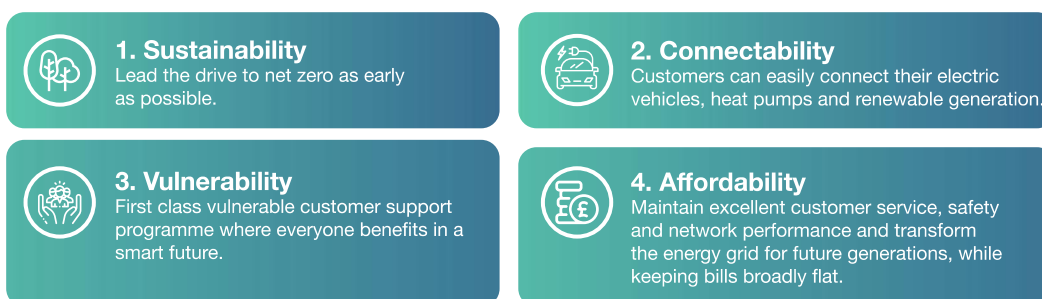 1. Sustainability
Lead the drive to net zero as early
as possible.
2. Connectability
Customers can easily connect their electric
vehicles, heat pumps and renewable generation.
3. Vulnerability
First class vulnerable customer support
programme where everyone benefits in a
smart future.
4. Affordability
Maintain excellent customer service, safety
and network performance and transform
the energy grid for future generations, while
keeping bills broadly flat.
£